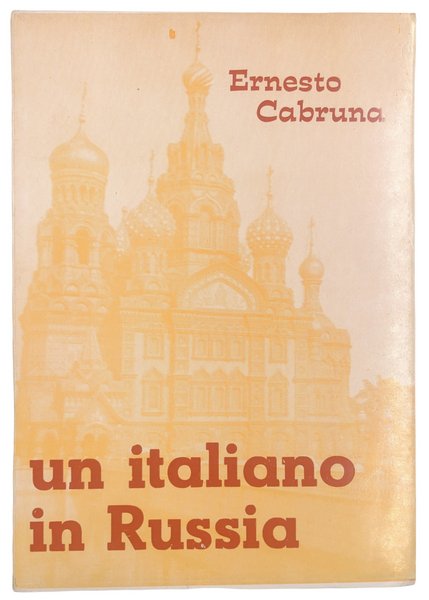 Ernesto
Cabruna
un italiano
in Russia